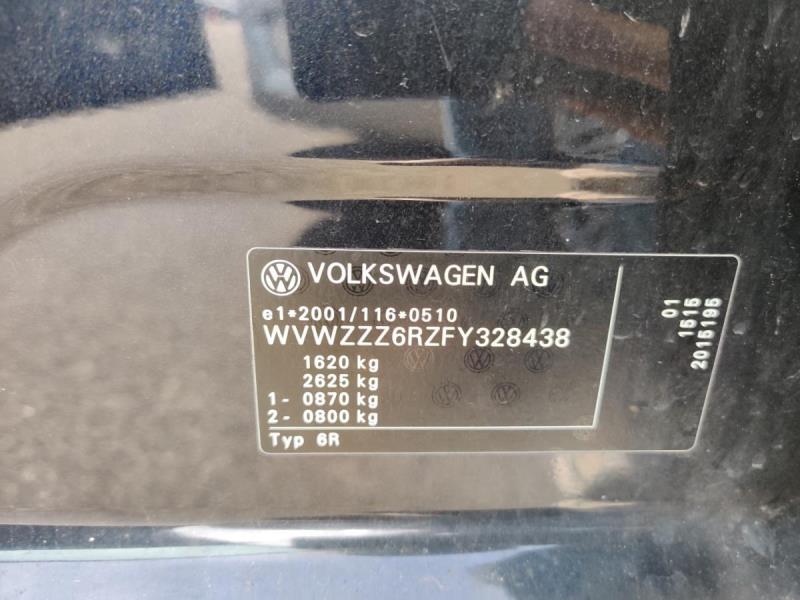 VOLKSWAGEN AG
e1*2001/116*0510
WVWZZZ6RZFY328438
1620 kg
2625 kg
1- 0870 kg
2- 0800 kg
Typ 6R
01
1515
2015195